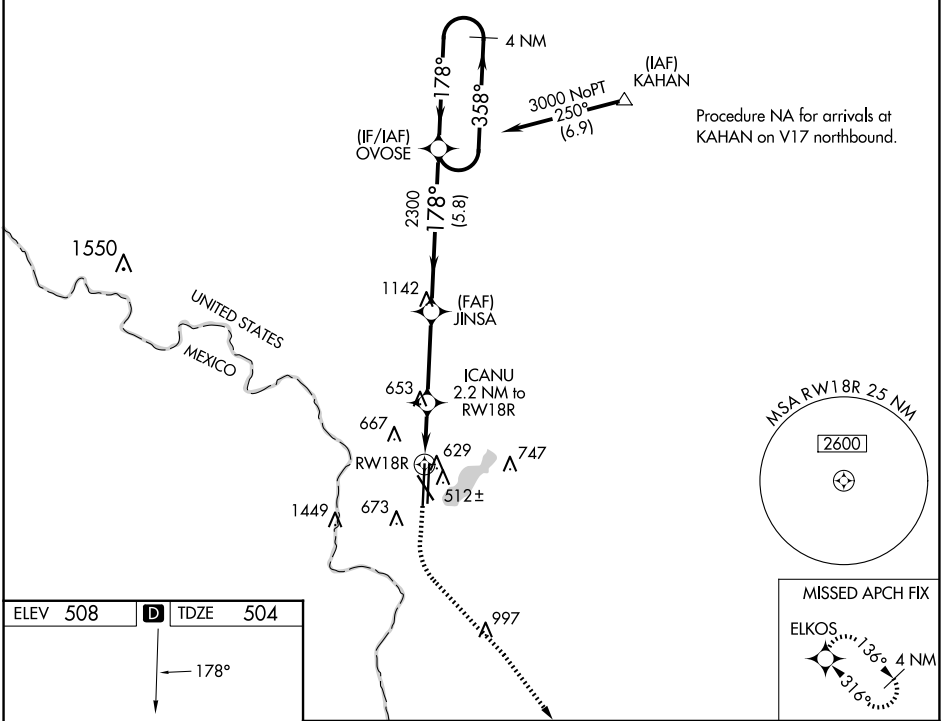 4 NM
178°
358°
(IAF)
KAHAN
3000 NoPT
250°
(6.9)
Procedure NA for arrivals at
KAHAN on V17 northbound.
(IF/IAF)
OVOSE
2300
178°
(5.8)
1550
UNITED STATES
MEXICO
1142
(FAF)
JINSA
653
ICANU
2.2 NM to
RW18R
667
RW18R
629
747
512±
1449
673
997
MSA RW18R 25 NM
2600
MISSED APCH FIX
ELKOS
136°
4 NM
316°
ELEV 508 D TDZE 504
178°